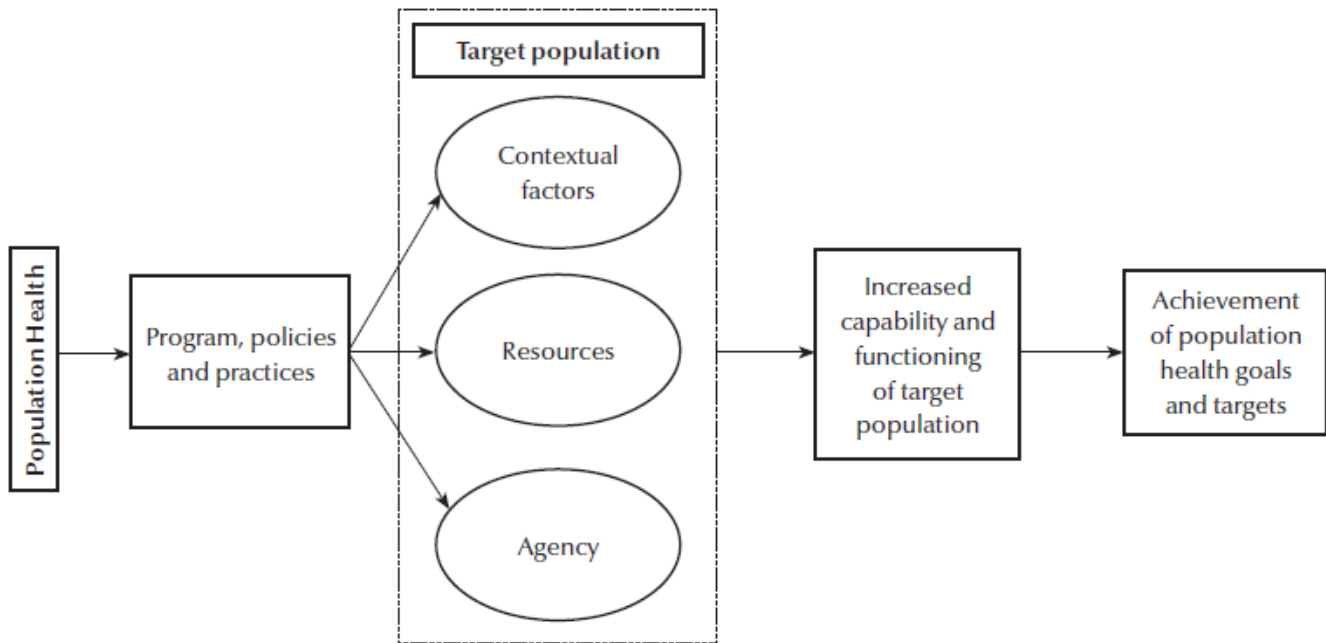 Target population
Contextual
factors
Population Health
Program, policies
and practices
Resources
Agency
Increased
capability and
functioning
of target
population
Achievement
of population
health goals
and targets